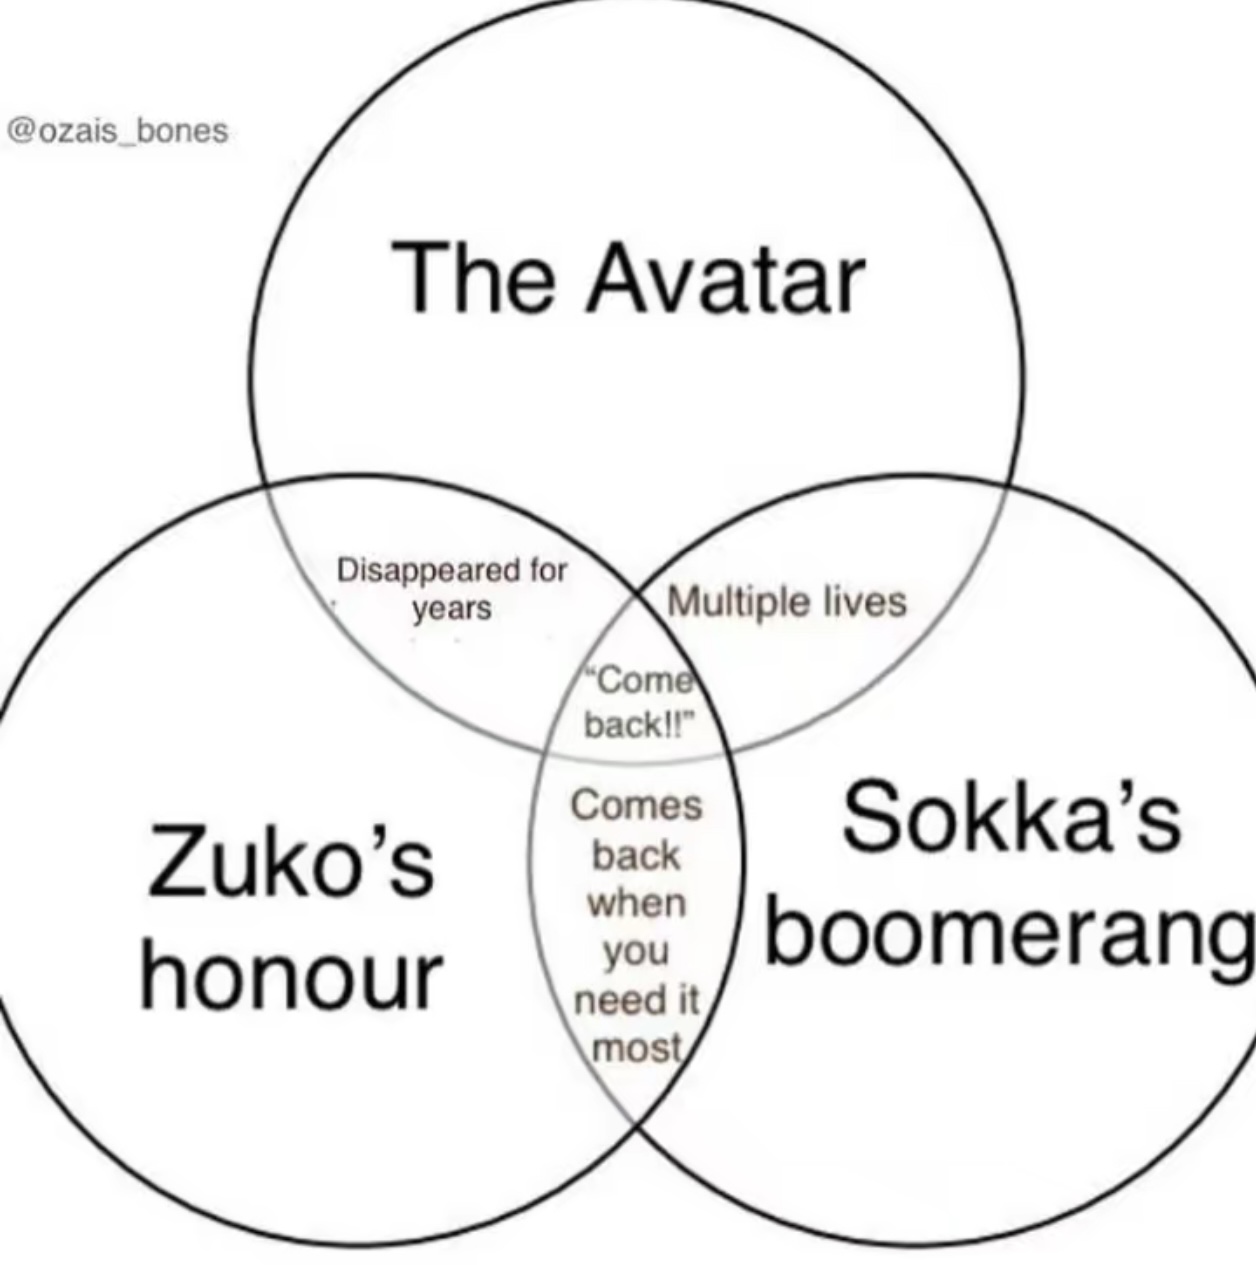 @ozais_bones
The Avatar
Disappeared for
years
Multiple lives
“Come
back!!”
Zuko’s
honour
Comes
back
when
you
need it
most
Sokka’s
boomerang